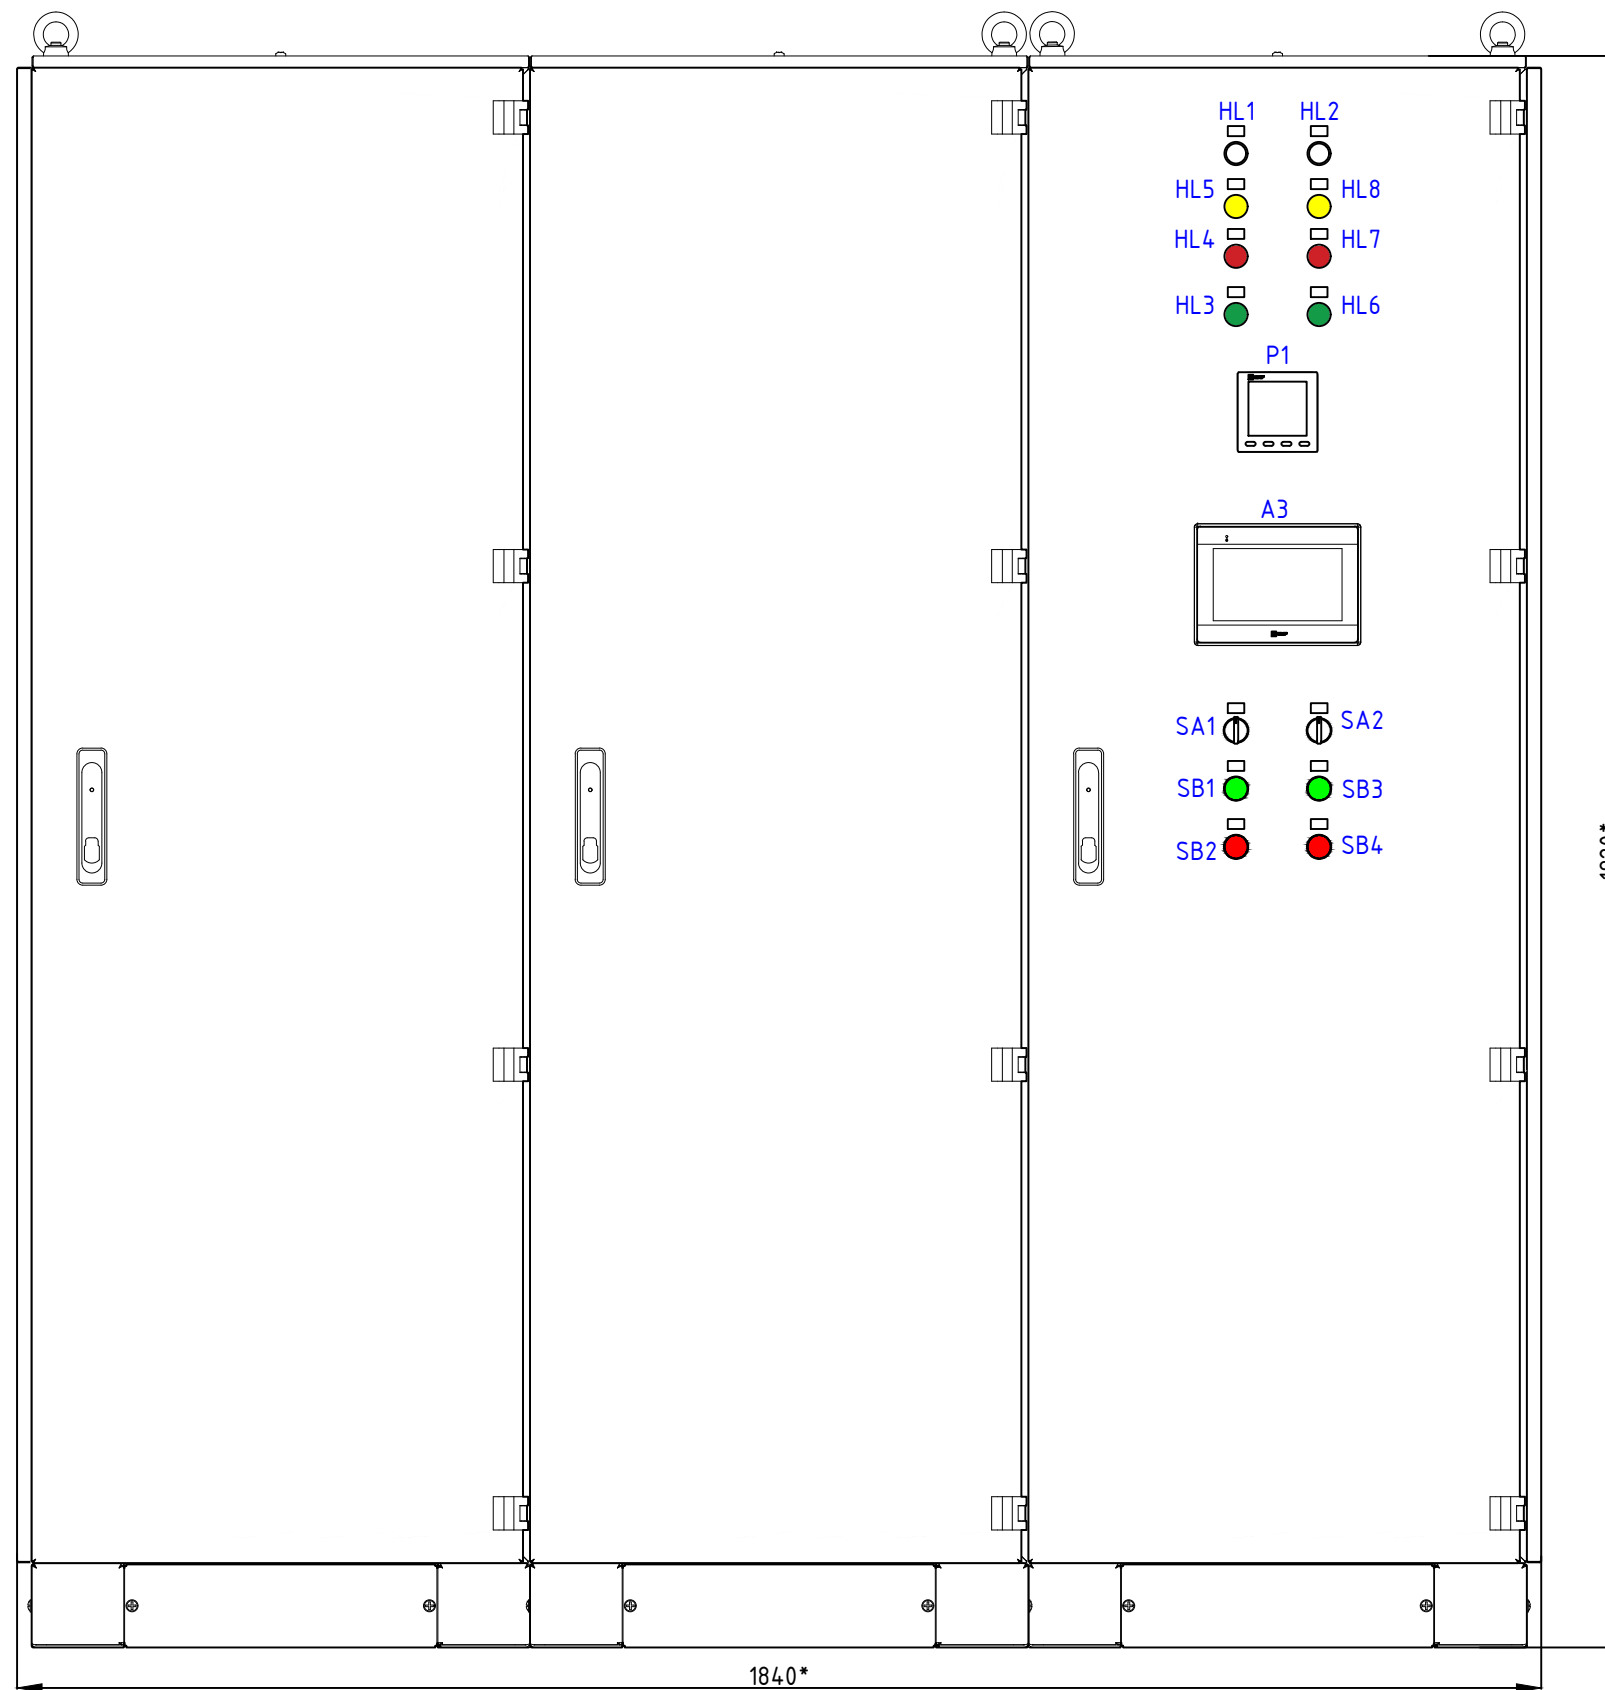 HL1 HL2
HL5 HL8
HL4 HL7
HL3 HL6
P1
A3
SA1 SA2
SB1 SB3
SB2 SB4
1840*